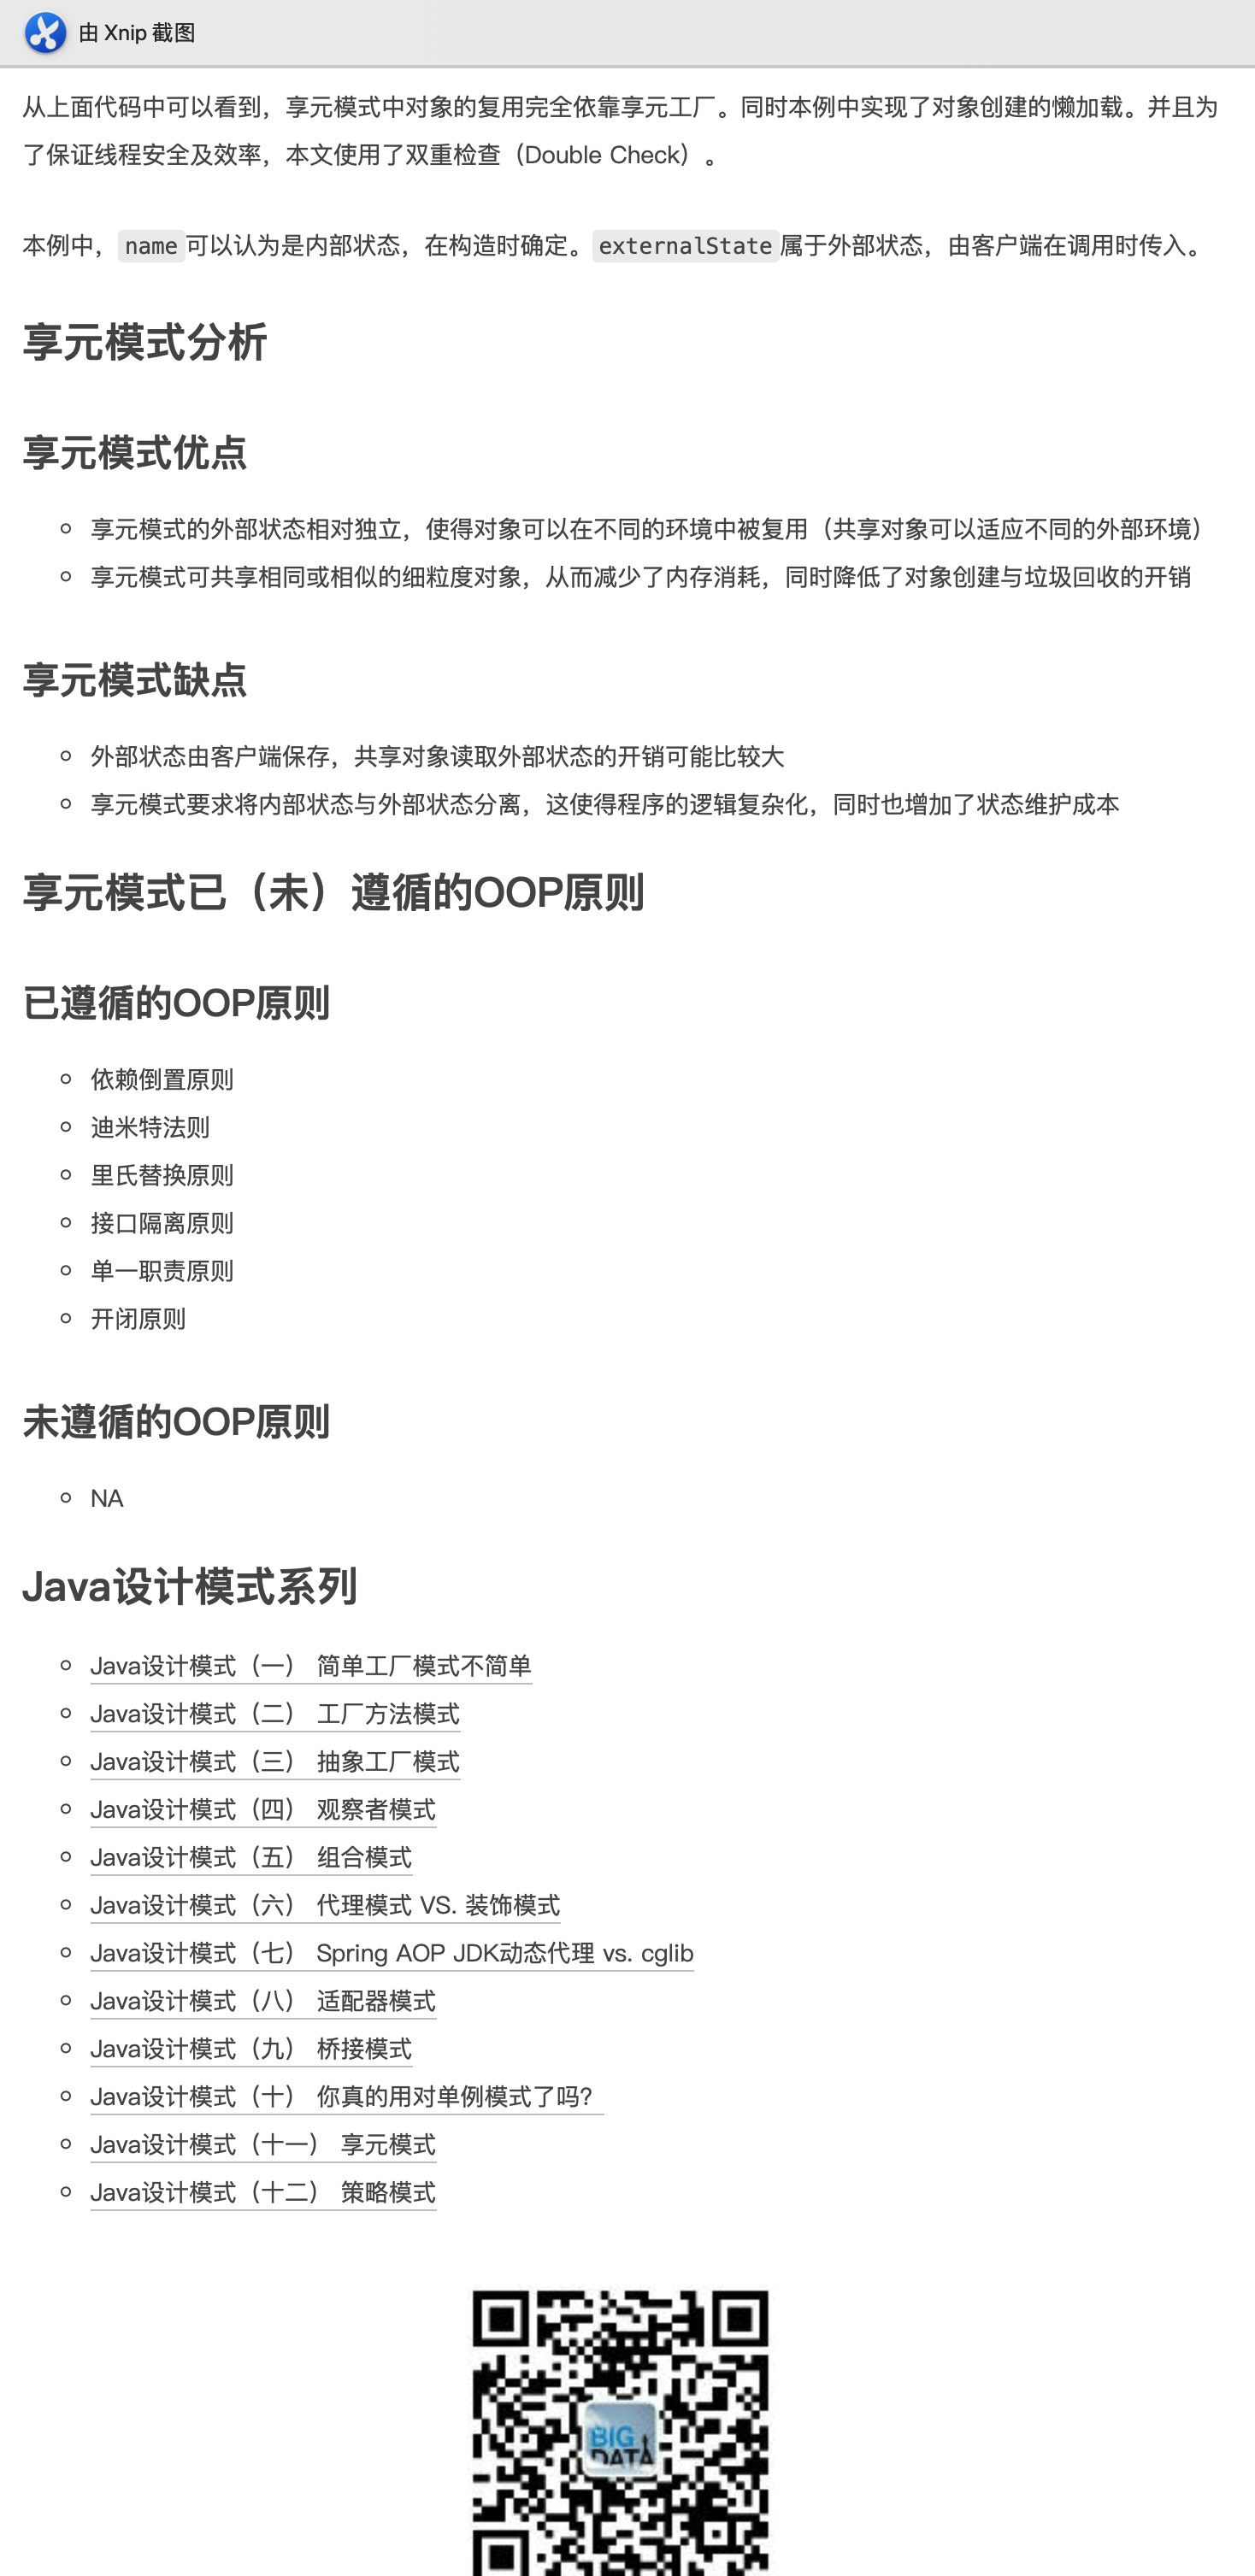 由 Xnip 截图
从上面代码中可以看到，享元模式中对象的复用完全依靠享元工厂。同时本例中实现了对象创建的懒加载。并且为
了保证线程安全及效率，本文使用了双重检查（Double Check）。
本例中，name可以认为是内部状态，在构造时确定。externalState属于外部状态，由客户端在调用时传入。
享元模式分析
享元模式优点
享元模式的外部状态相对独立，使得对象可以在不同的环境中被复用（共享对象可以适应不同的外部环境）
享元模式可共享相同或相似的细粒度对象，从而减少了内存消耗，同时降低了对象创建与垃圾回收的开销
享元模式缺点
外部状态由客户端保存，共享对象读取外部状态的开销可能比较大
享元模式要求将内部状态与外部状态分离，这使得程序的逻辑复杂化，同时也增加了状态维护成本
享元模式已（未）遵循的OOP原则
已遵循的OOP原则
依赖倒置原则
迪米特法则
里氏替换原则
接口隔离原则
单一职责原则
开闭原则
未遵循的OOP原则
NA
Java设计模式系列
Java设计模式（一） 简单工厂模式不简单
Java设计模式（二） 工厂方法模式
Java设计模式（三） 抽象工厂模式
Java设计模式（四） 观察者模式
Java设计模式（五） 组合模式
Java设计模式（六） 代理模式 VS. 装饰模式
Java设计模式（七） Spring AOP JDK动态代理 vs. cglib
Java设计模式（八） 适配器模式
Java设计模式（九） 桥接模式
Java设计模式（十） 你真的用对单例模式了吗？
Java设计模式（十一） 享元模式
Java设计模式（十二） 策略模式
BIG
DATA